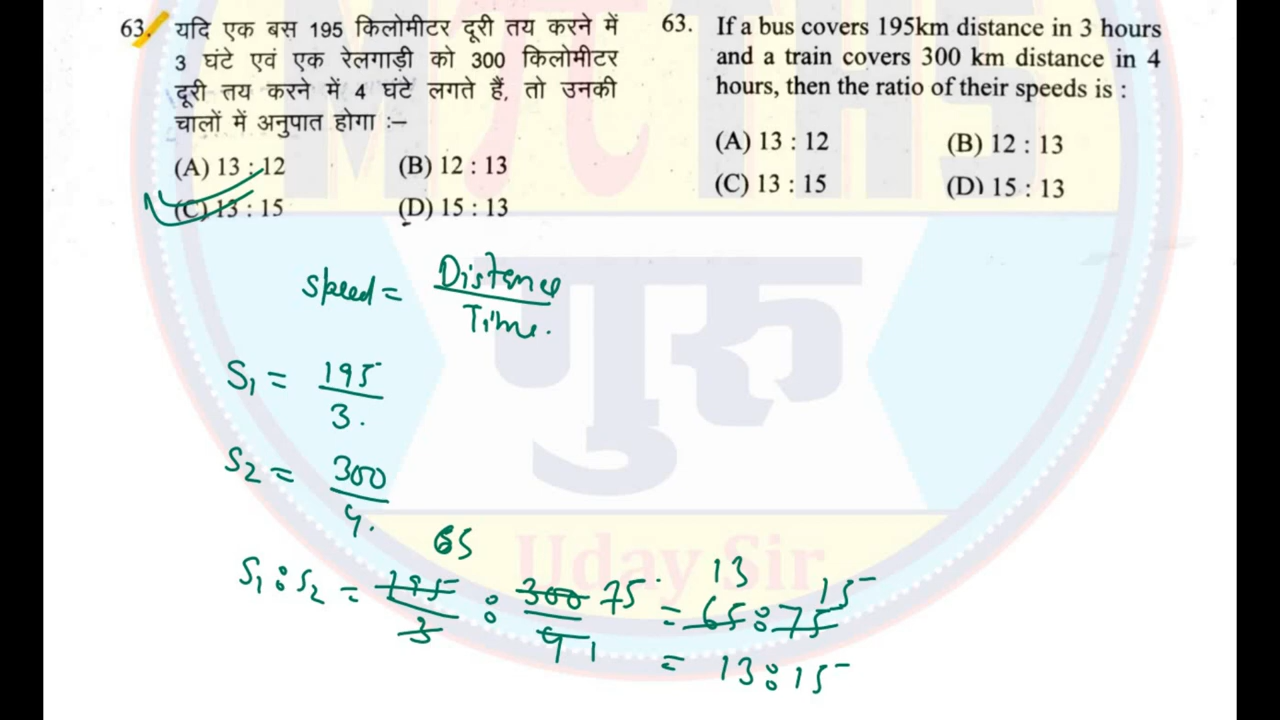 63. यदि एक बस 195 किलोमीटर दूरी तय करने में
3 घंटे एवं एक रेलगाड़ी को 300 किलोमीटर
दूरी तय करने में 4 घंटे लगते हैं, तो उनकी
चालों में अनुपात होगा :–
(A) 13 : 12 (B) 12 : 13
(C) 13 : 15 (D) 15 : 13
63. If a bus covers 195km distance in 3 hours
and a train covers 300 km distance in 4
hours, then the ratio of their speeds is :
(A) 13 : 12 (B) 12 : 13
(C) 13 : 15 (D) 15 : 13
MATHS
गुरु
Uday Sir
Speed = Distance
Time.
S1 = 195
3.
S2 = 300
4.
65 13 15
S1 : S2 = 195 : 300 75 = 65 : 75
3 4 1
= 13 : 15